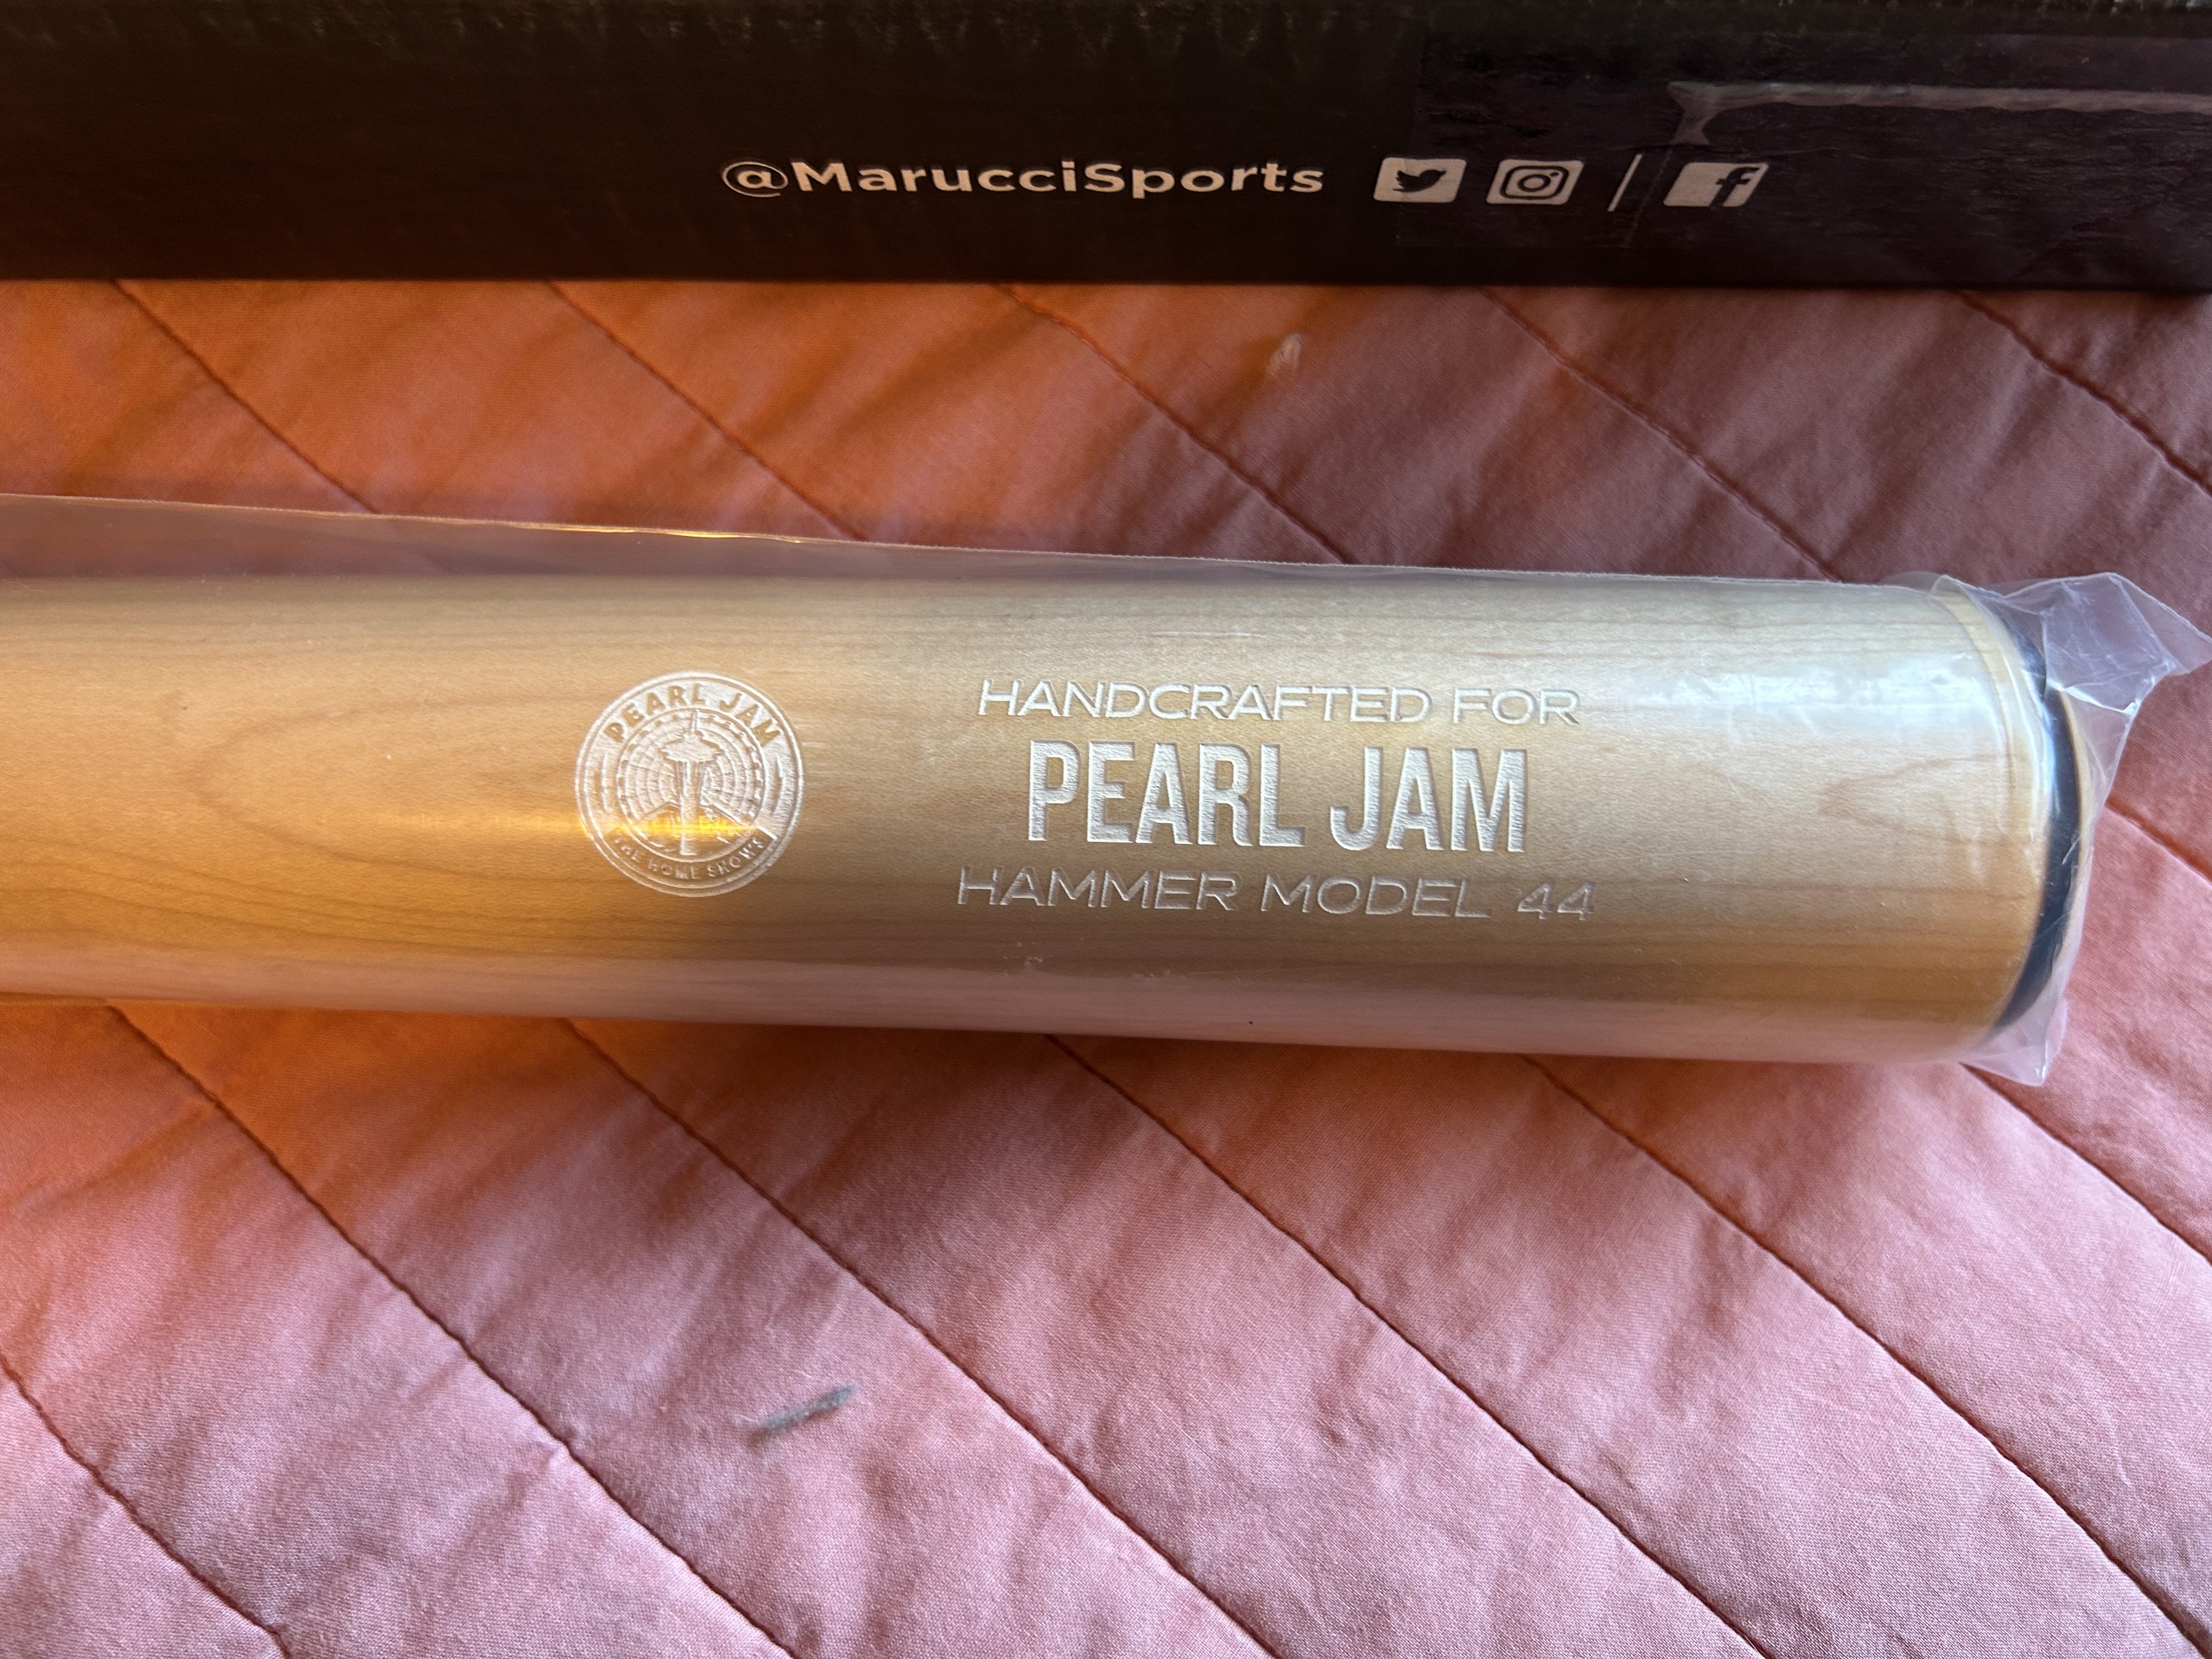 @MarucciSports
PEARL JAM
THE HOME SHOWS
HANDCRAFTED FOR
PEARL JAM
HAMMER MODEL 44